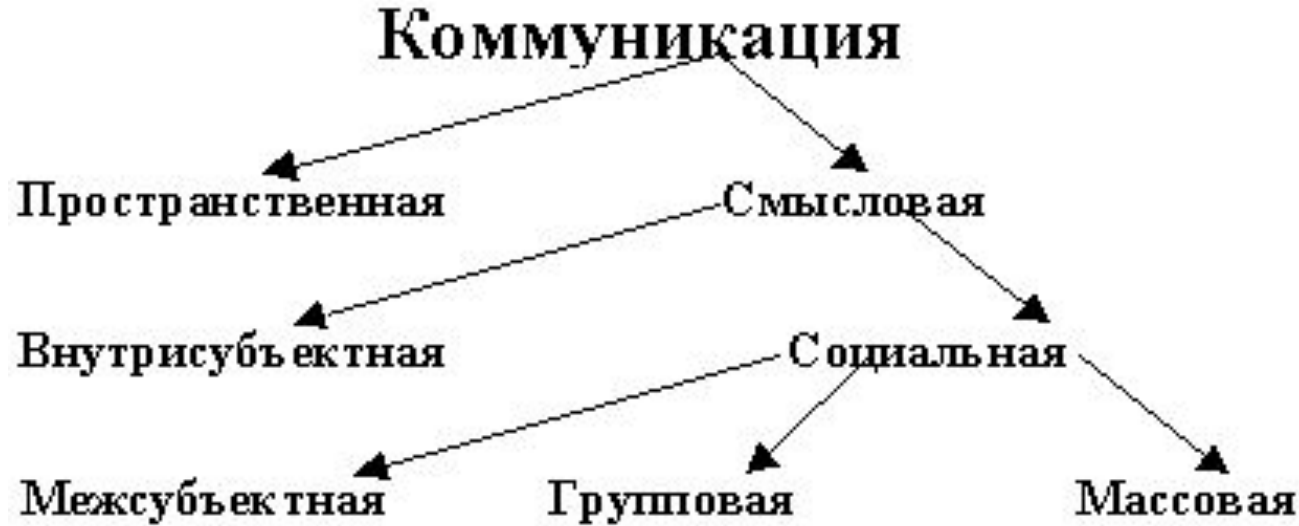 Коммуникация
Пространственная Смысловая
Внутрисубъектная Социальная
Межсубъектная Групповая Массовая